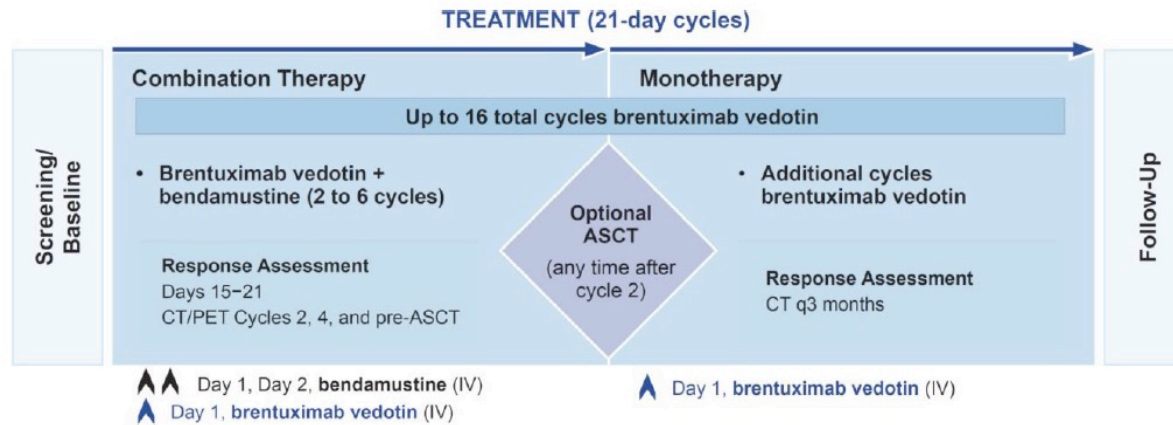 TREATMENT (21-day cycles)
Screening/
Baseline
Combination Therapy
Monotherapy
Up to 16 total cycles brentuximab vedotin
• Brentuximab vedotin +
bendamustine (2 to 6 cycles)
Response Assessment
Days 15–21
CT/PET Cycles 2, 4, and pre-ASCT
Optional
ASCT
(any time after
cycle 2)
• Additional cycles
brentuximab vedotin
Response Assessment
CT q3 months
Follow-Up
Day 1, Day 2, bendamustine (IV)
Day 1, brentuximab vedotin (IV)
Day 1, brentuximab vedotin (IV)